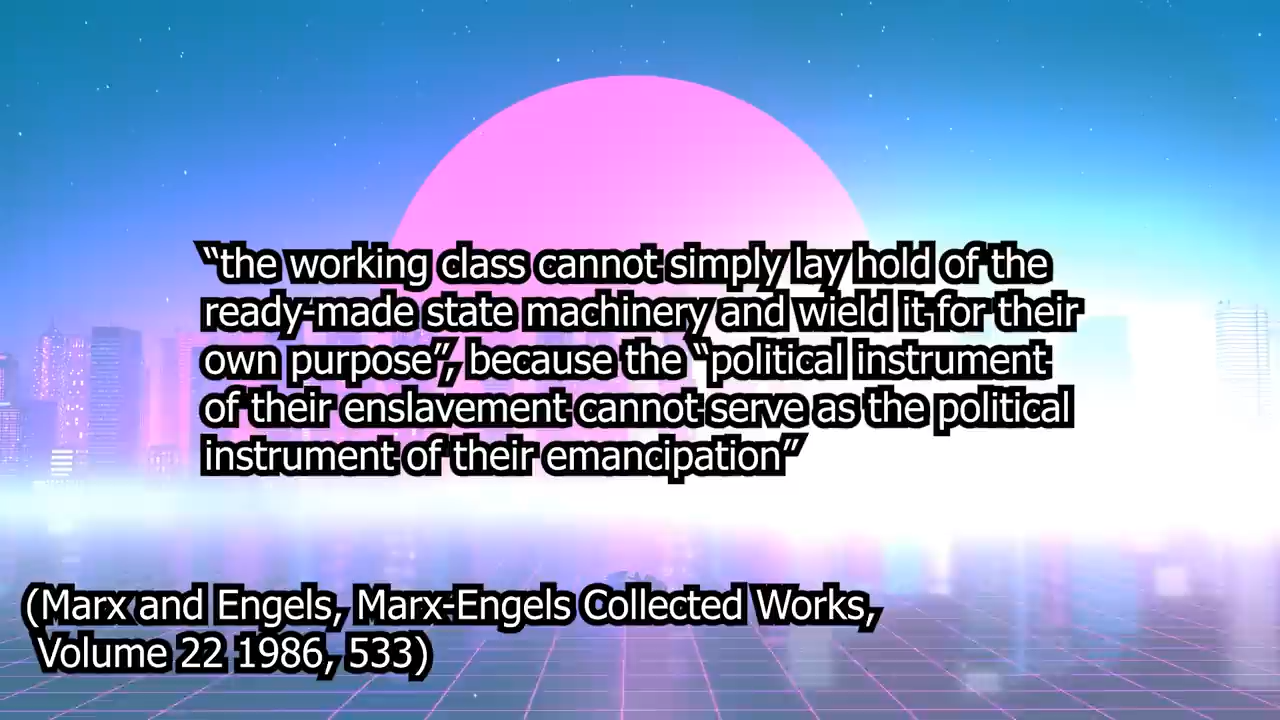 “the working class cannot simply lay hold of the
ready-made state machinery and wield it for their
own purpose”, because the “political instrument
of their enslavement cannot serve as the political
instrument of their emancipation”
(Marx and Engels, Marx-Engels Collected Works,
Volume 22 1986, 533)